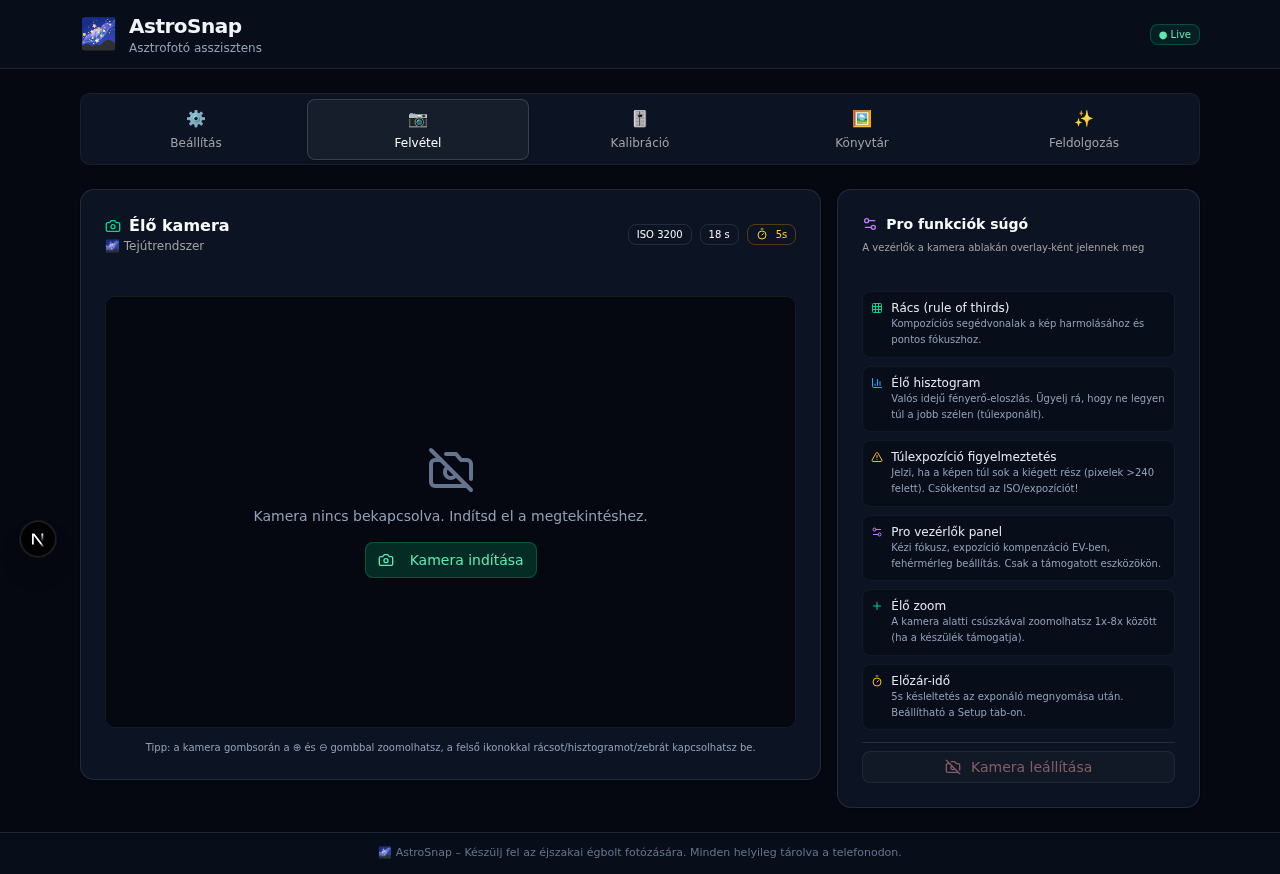 AstroSnap
Asztrofotó asszisztens
Live
Beállítás
Felvétel
Kalibráció
Könyvtár
Feldolgozás
Élő kamera
Tejútrendszer
ISO 3200
18 s
5s
Kamera nincs bekapcsolva. Indítsd el a megtekintéshez.
Kamera indítása
Tipp: a kamera gombsorán a ⊕ és ⊖ gombbal zoomolhatsz, a felső ikonokkal rácsot/hisztogramot/zebrát kapcsolhatsz be.
Pro funkciók súgó
A vezérlők a kamera ablakán overlay-ként jelennek meg
Rács (rule of thirds)
Kompozíciós segédvonalak a kép harmolásához és
pontos fókuszhoz.
Élő hisztogram
Valós idejű fényerő-eloszlás. Ügyelj rá, hogy ne legyen
túl a jobb szélen (túlexponált).
Túlexpozíció figyelmeztetés
Jelzi, ha a képen túl sok a kiégett rész (pixelek >240
felett). Csökkentsd az ISO/expozíciót!
Pro vezérlők panel
Kézi fókusz, expozíció kompenzáció EV-ben,
fehérmérleg beállítás. Csak a támogatott eszközökön.
Élő zoom
A kamera alatti csúszkával zoomolhatsz 1x-8x között
(ha a készülék támogatja).
Előzár-idő
5s késleltetés az exponáló megnyomása után.
Beállítható a Setup tab-on.
Kamera leállítása
AstroSnap – Készülj fel az éjszakai égbolt fotózására. Minden helyileg tárolva a telefonodon.